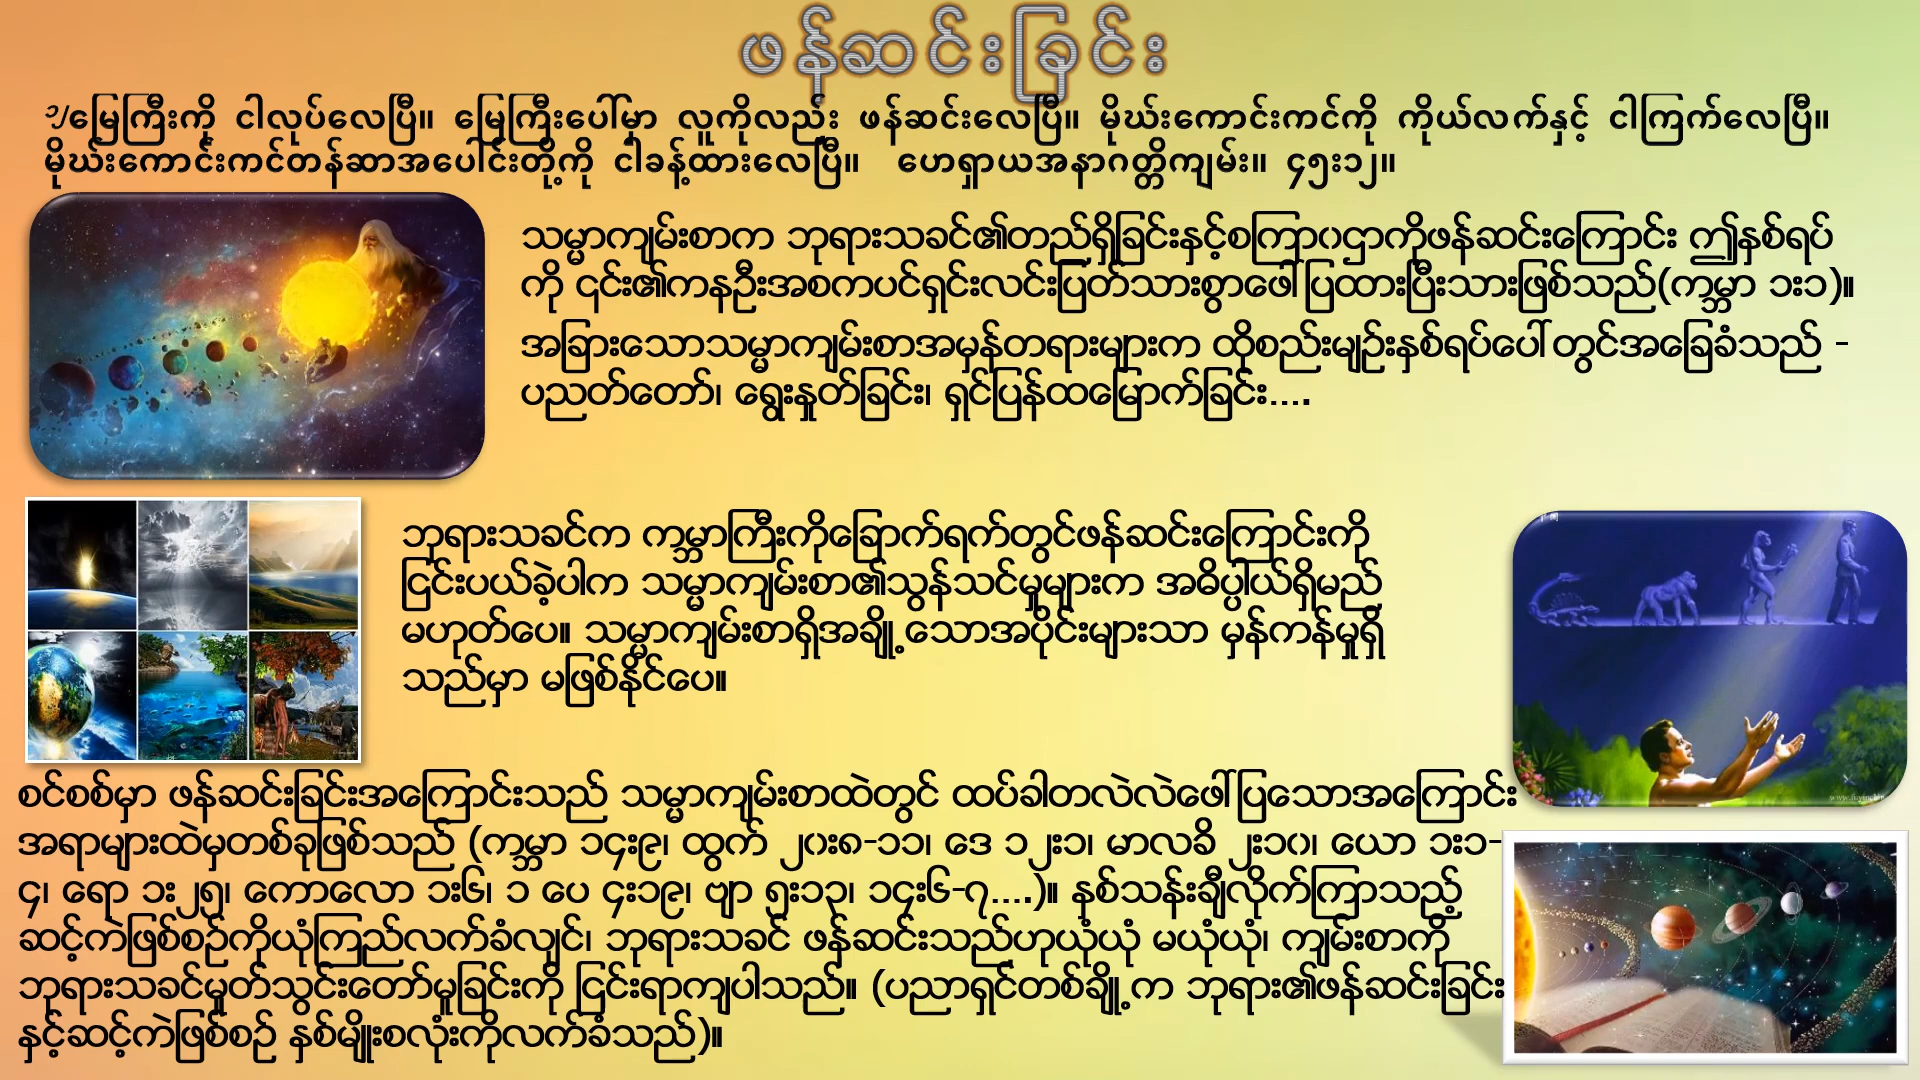 ဖန်ဆင်းခြင်း
၁/မြေကြီးကို ငါလုပ်လေပြီ။ မြေကြီးပေါ်မှာ လူကိုလည်း ဖန်ဆင်းလေပြီ။ မိုဃ်းကောင်းကင်ကို ကိုယ်လက်နှင့် ငါကြက်လေပြီ။
မိုဃ်းကောင်းကင်တန်ဆာအပေါင်းတို့ကို ငါခန့်ထားလေပြီ။ ဟေရှာယအနာဂတ္တိကျမ်း။ ၄၅း၁၂။
သမ္မာကျမ်းစာက ဘုရားသခင်၏တည်ရှိခြင်းနှင့်စကြာ၀ဌာကိုဖန်ဆင်းကြောင်း ဤနှစ်ရပ်
ကို ၎င်း၏ကနဦးအစကပင်ရှင်းလင်းပြတ်သားစွာဖေါ်ပြထားပြီးသားဖြစ်သည်(ကမ္ဘာ ၁း၁)။
အခြားသောသမ္မာကျမ်းစာအမှန်တရားများက ထိုစည်းမျဉ်းနှစ်ရပ်ပေါ်တွင်အခြေခံသည် -
ပညတ်တော်၊ ရွေးနှုတ်ခြင်း၊ ရှင်ပြန်ထမြောက်ခြင်း....
ဘုရားသခင်က ကမ္ဘာကြီးကိုခြောက်ရက်တွင်ဖန်ဆင်းကြောင်းကို
ငြင်းပယ်ခဲ့ပါက သမ္မာကျမ်းစာ၏သွန်သင်မှုများက အဓိပ္ပါယ်ရှိမည်
မဟုတ်ပေ။ သမ္မာကျမ်းစာရှိအချို့သောအပိုင်းများသာ မှန်ကန်မှုရှိ
သည်မှာ မဖြစ်နိုင်ပေ။
စင်စစ်မှာ ဖန်ဆင်းခြင်းအကြောင်းသည် သမ္မာကျမ်းစာထဲတွင် ထပ်ခါတလဲလဲဖေါ်ပြသောအကြောင်း
အရာများထဲမှတစ်ခုဖြစ်သည် (ကမ္ဘာ ၁၄း၉၊ ထွက် ၂၀း၈-၁၁၊ ဒေ ၁၂း၁၊ မာလခိ ၂း၁၀၊ ယော ၁း၁-
၄၊ ရော ၁း၂၅၊ ကောလော ၁း၆၊ ၁ ပေ ၄း၁၉၊ ဗျာ ၅း၁၃၊ ၁၄း၆-၇....)။ နှစ်သန်းချီလိုက်ကြာသည့်
ဆင့်ကဲဖြစ်စဉ်ကိုယုံကြည်လက်ခံလျှင်၊ ဘုရားသခင် ဖန်ဆင်းသည်ဟုယုံယုံ မယုံယုံ၊ ကျမ်းစာကို
ဘုရားသခင်မှုတ်သွင်းတော်မူခြင်းကို ငြင်းရာကျပါသည်။ (ပညာရှင်တစ်ချို့က ဘုရား၏ဖန်ဆင်းခြင်း
နှင့်ဆင့်ကဲဖြစ်စဉ် နှစ်မျိုးစလုံးကိုလက်ခံသည်)။